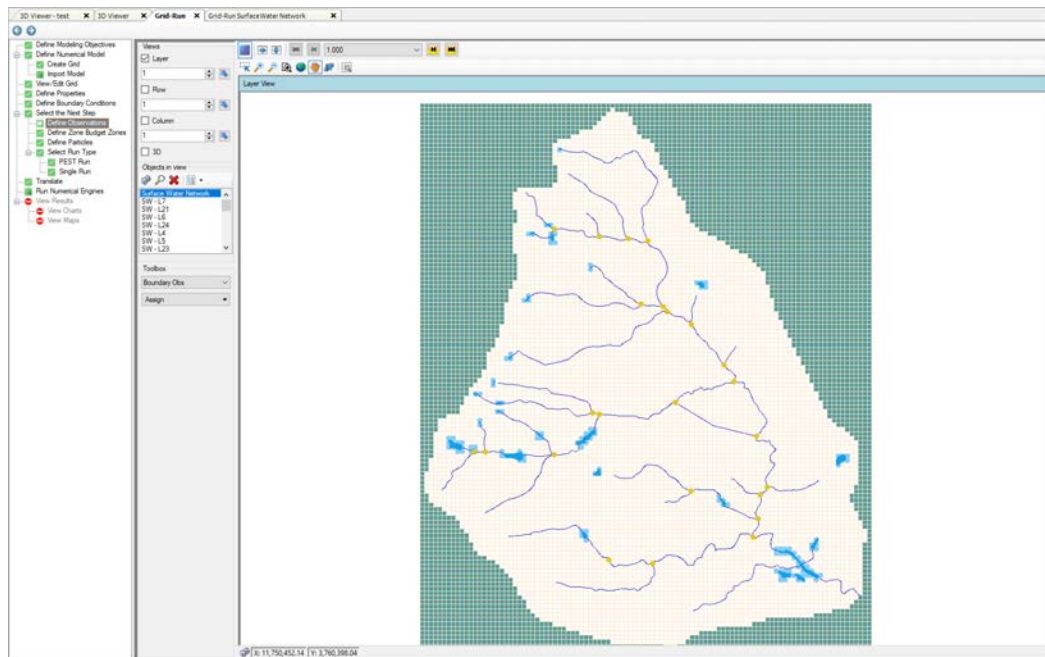 3D Viewer - test
3D Viewer
Grid-Run
Grid-Run SurfaceWater Network
Define Modeling Objectives
Define Numerical Model
Create Grid
Import Model
View/Edit Grid
Define Properties
Define Boundary Conditions
Select the Next Step
Define Observations
Define Zone Budget Zones
Define Particles
Select Run Type
PEST Run
Single Run
Translate
Run Numerical Engines
View Results
View Charts
View Maps
Views
Layer
1
Row
1
Column
1
3D
Objects in view
Surface Water Network
SW - L7
SW - L21
SW - L6
SW - L24
SW - L4
SW - L5
SW - L23
Toolbox
Boundary Obs
Assign
1.000
Layer View
X: 11,750,452.14
Y: 3,760,398.04